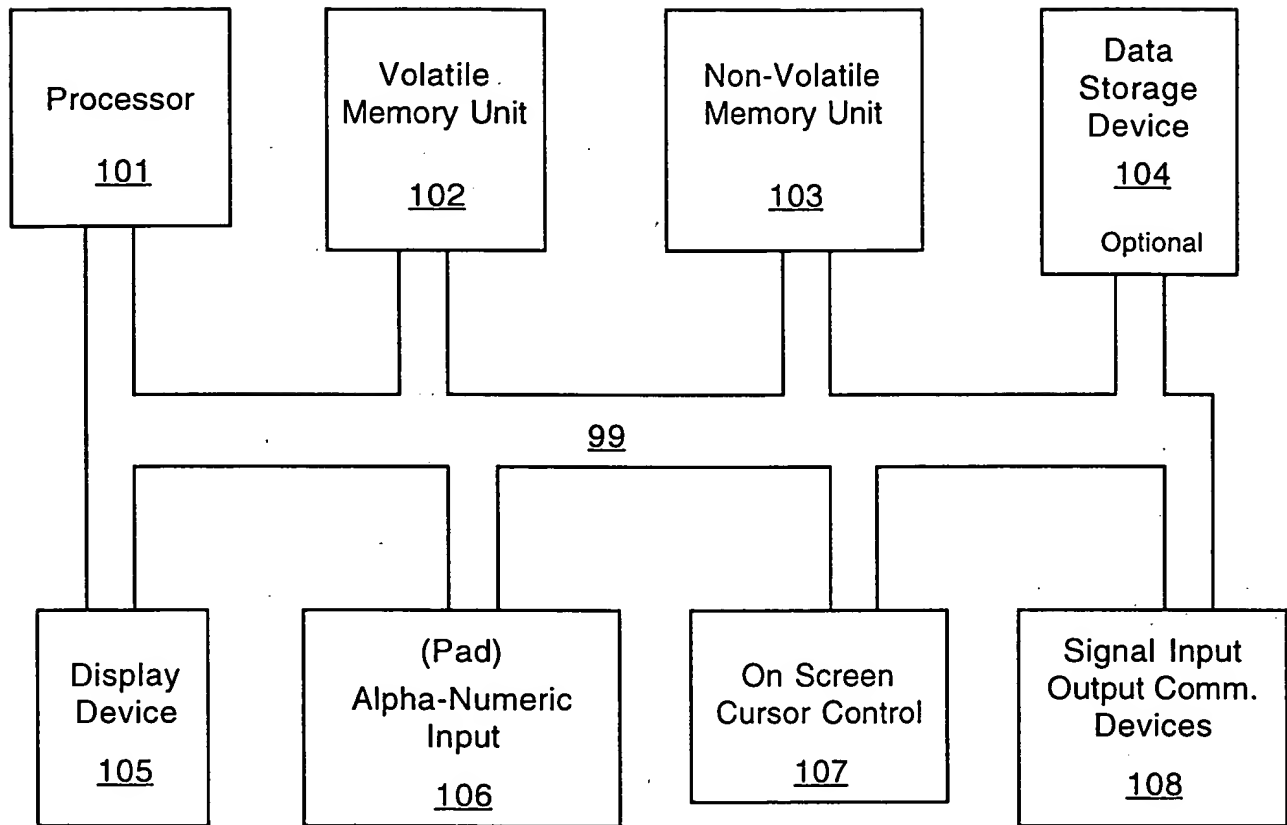 Processor
101
Volatile
Memory Unit
102
Non-Volatile
Memory Unit
103
Data
Storage
Device
104
Optional
99
Display
Device
105
(Pad)
Alpha-Numeric
Input
106
On Screen
Cursor Control
107
Signal Input
Output Comm.
Devices
108